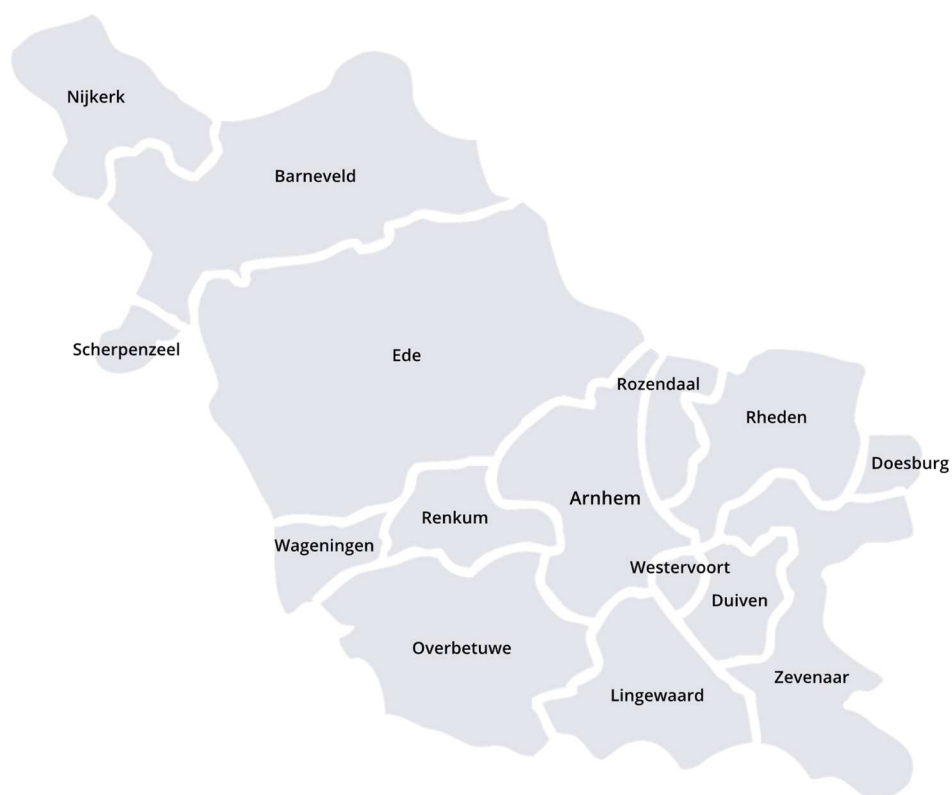 Nijkerk
Barneveld
Scherpenzeel
Ede
Rozendaal
Rheden
Doesburg
Arnhem
Renkum
Wageningen
Westervoort
Duiven
Overbetuwe
Zevenaar
Lingewaard